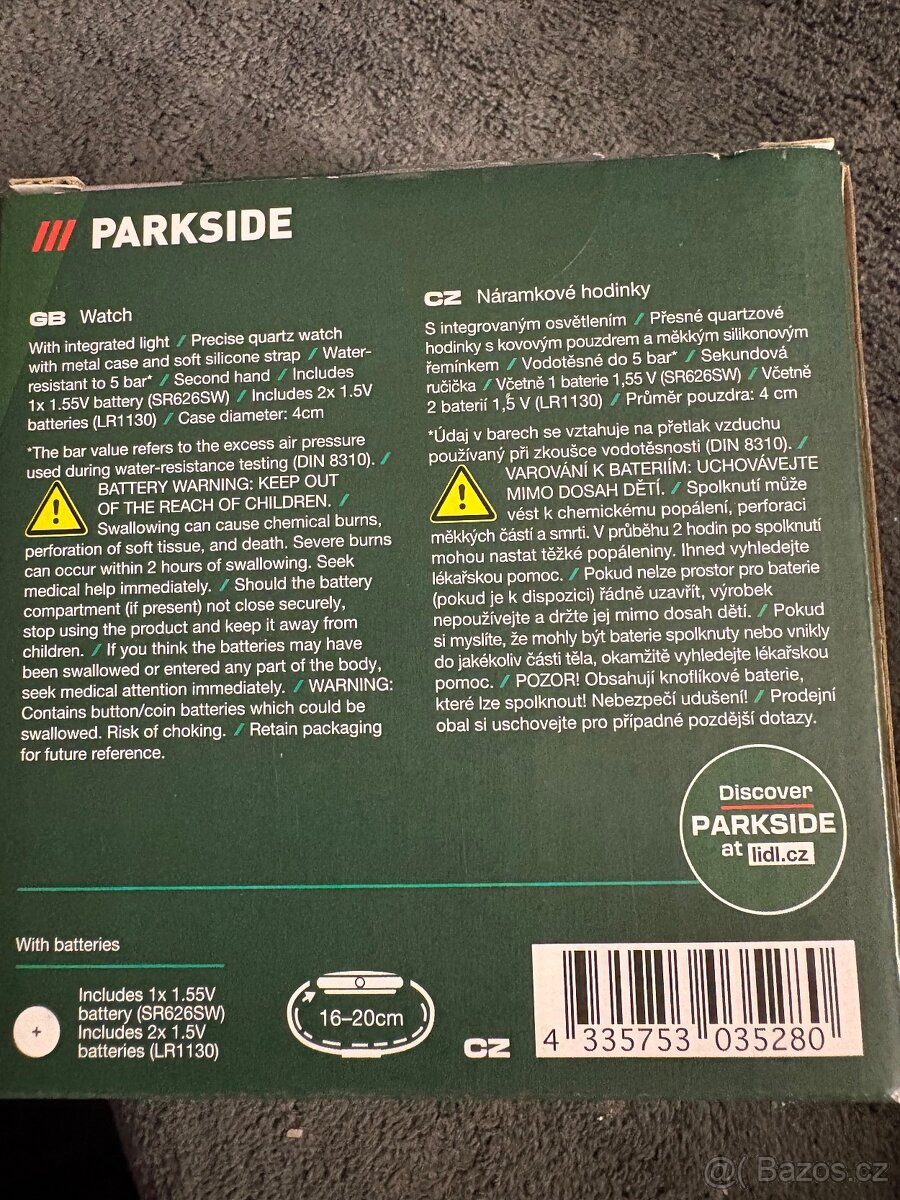 PARKSIDE
GB Watch
With integrated light / Precise quartz watch
with metal case and soft silicone strap / Water-
resistant to 5 bar* / Second hand / Includes
1x 1.55V battery (SR626SW) / Includes 2x 1.5V
batteries (LR1130) / Case diameter: 4cm
*The bar value refers to the excess air pressure
used during water-resistance testing (DIN 8310). /
BATTERY WARNING: KEEP OUT
OF THE REACH OF CHILDREN. /
Swallowing can cause chemical burns,
perforation of soft tissue, and death. Severe burns
can occur within 2 hours of swallowing. Seek
medical help immediately. / Should the battery
compartment (if present) not close securely,
stop using the product and keep it away from
children. / If you think the batteries may have
been swallowed or entered any part of the body,
seek medical attention immediately. / WARNING:
Contains button/coin batteries which could be
swallowed. Risk of choking. / Retain packaging
for future reference.
CZ Náramkové hodinky
S integrovaným osvětlením / Přesné quartzové
hodinky s kovovým pouzdrem a měkkým silikonovým
řemínkem / Vodotěsné do 5 bar* / Sekundová
ručička / Včetně 1 baterie 1,55 V (SR626SW) / Včetně
2 baterií 1,5 V (LR1130) / Průměr pouzdra: 4 cm
*Údaj v barech se vztahuje na přetlak vzduchu
používaný při zkoušce vodotěsnosti (DIN 8310). /
VAROVÁNÍ K BATERIÍM: UCHOVÁVEJTE
MIMO DOSAH DĚTÍ. / Spolknutí může
vést k chemickému popálení, perforaci
měkkých částí a smrti. V průběhu 2 hodin po spolknutí
mohou nastat těžké popáleniny. Ihned vyhledejte
lékařskou pomoc. / Pokud nelze prostor pro baterie
(pokud je k dispozici) řádně uzavřít, výrobek
nepoužívejte a držte jej mimo dosah dětí. / Pokud
si myslíte, že mohly být baterie spolknuty nebo vnikly
do jakékoliv části těla, okamžitě vyhledejte lékařskou
pomoc. / POZOR! Obsahují knoflíkové baterie,
které lze spolknout! Nebezpečí udušení! / Prodejní
obal si uschovejte pro případné pozdější dotazy.
Discover
PARKSIDE
at lidl.cz
With batteries
Includes 1x 1.55V
battery (SR626SW)
Includes 2x 1.5V
batteries (LR1130)
16–20cm
CZ
4 335753 035280
@( Bazos.cz